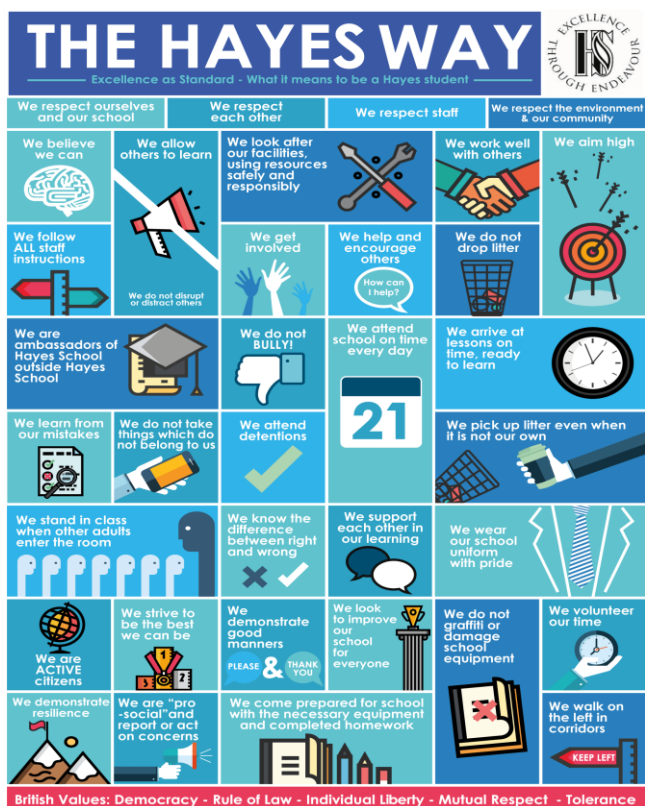 THE HAYES WAY
Excellence as Standard - What it means to be a Hayes student
EXCELLENCE
THROUGH ENDEAVOUR
HS
We respect ourselves
and our school
We respect
each other
We respect staff
We respect the environment
& our community
We believe
we can
We allow
others to learn
We do not disrupt
or distract others
We look after
our facilities,
using resources
safely and
responsibly
We work well
with others
We aim high
We follow
ALL staff
instructions
We get
involved
We help and
encourage
others
How can
I help?
We do not
drop litter
We are
ambassadors of
Hayes School
outside Hayes
School
We do not
BULLY!
We attend
school on time
every day
21
We arrive at
lessons on
time, ready
to learn
We learn from
our mistakes
We do not take
things which do
not belong to us
We attend
detentions
We pick up litter even when
it is not our own
We stand in class
when other adults
enter the room
We know the
difference
between right
and wrong
We support
each other in
our learning
We wear
our school
uniform
with pride
We are
ACTIVE
citizens
We strive to
be the best
we can be
1
3
2
We
demonstrate
good
manners
PLEASE & THANK
YOU
We look
to improve
our
school
for
everyone
We do not
graffiti or
damage
school
equipment
We volunteer
our time
We demonstrate
resilience
We are “pro
-social”and
report or act
on concerns
We come prepared for school
with the necessary equipment
and completed homework
We walk on
the left in
corridors
KEEP LEFT
British Values: Democracy - Rule of Law - Individual Liberty - Mutual Respect - Tolerance